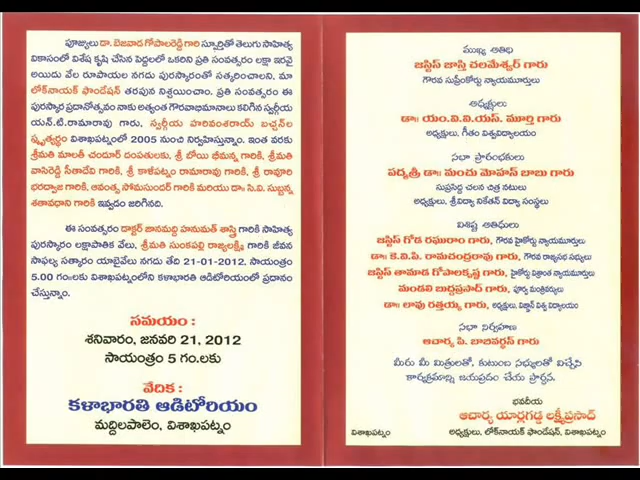 పూజ్యులు డా. బెజవాడ గోపాలరెడ్డి గారి స్ఫూర్తితో తెలుగు సాహిత్య
వికాసంలో విశేష కృషి చేసిన పెద్దలలో ఒకరిని ప్రతి సంవత్సరం లక్షా ఇరవై
అయిదు వేల రూపాయల నగదు పురస్కారంతో సత్కరించాలని, మా
లోక్‌నాయక్ ఫౌండేషన్ తరపున నిశ్చయించాం. ప్రతి సంవత్సరం ఈ
పురస్కార ప్రదానోత్సవం నాకు అత్యంత గౌరవాభిమానాలు కలిగిన స్వర్గీయ
యన్.టి.రామారావు గారు, స్వర్గీయ హరివంశరాయ్ బచ్చన్‌ల
స్మృత్యర్థం విశాఖపట్నంలో 2005 నుంచి నిర్వహిస్తున్నాం. ఇంత వరకు
శ్రీమతి మాలతీ చందూర్ దంపతులకు, శ్రీ బోయి భీమన్న గారికి, శ్రీమతి
వాసిరెడ్డి సీతాదేవి గారికి, శ్రీ కాళీపట్నం రామారావు గారికి, శ్రీ రావూరి
భరద్వాజ గారికి, ఆవంత్స సోమసుందర్ గారికి మరియు డా. సి.వి. సుబ్బన్న
శతావధాని గారికి ఇవ్వడం జరిగినది.
ఈ సంవత్సరం డాక్టర్ జానమద్ది హనుమత్ శాస్త్రి గారికి సాహిత్య
పురస్కారం లక్షాపాతిక వేలు, శ్రీమతి సుంకపల్లి రాజ్యలక్ష్మి గారికి జీవన
సాఫల్య సత్కారం యాభైవేలు నగదు తేది 21-01-2012, సాయంత్రం
5.00 గం॥లకు విశాఖపట్నంలోని కళాభారతి ఆడిటోరియంలో ప్రదానం
చేస్తున్నాం.
సమయం :
శనివారం, జనవరి 21, 2012
సాయంత్రం 5 గం.లకు
వేదిక :
కళాభారతి ఆడిటోరియం
మద్దిలపాలెం, విశాఖపట్నం
ముఖ్య అతిథి
జస్టిస్ జాస్తి చలమేశ్వర్ గారు
గౌరవ సుప్రీంకోర్టు న్యాయమూర్తులు
అధ్యక్షులు
డా॥ యం.వి.వి.యస్. మూర్తి గారు
అధ్యక్షులు, గీతం విశ్వవిద్యాలయం
సభా ప్రారంభకులు
పద్మశ్రీ డా॥ మంచు మోహన్ బాబు గారు
సుప్రసిద్ధ చలన చిత్ర నటులు
అధ్యక్షులు, శ్రీవిద్యా నికేతన్ విద్యా సంస్థలు
విశిష్ట అతిథులు
జస్టిస్ గోడ రఘురాం గారు, గౌరవ హైకోర్టు న్యాయమూర్తులు
డా॥ కె.వి.పి. రామచంద్రరావు గారు, గౌరవ రాజ్యసభ సభ్యులు
జస్టిస్ తామాడ గోపాలకృష్ణ గారు, హైకోర్టు విశ్రాంత న్యాయమూర్తులు
మండలి బుద్ధప్రసాద్ గారు, పూర్వ మంత్రివర్యులు
డా॥ లావు రత్తయ్య గారు, అధ్యక్షులు, విజ్ఞాన్ విశ్వ విద్యాలయం
సభా నిర్వహణ
ఆచార్య పి. బాబివర్ధన్ గారు
మీరు మీ మిత్రులతో, కుటుంబ సభ్యులతో విచ్చేసి
కార్యక్రమాన్ని జయప్రదం చేయ ప్రార్థన.
భవదీయ
ఆచార్య యార్లగడ్డ లక్ష్మీప్రసాద్
విశాఖపట్నం అధ్యక్షులు, లోక్‌నాయక్ ఫౌండేషన్, విశాఖపట్నం